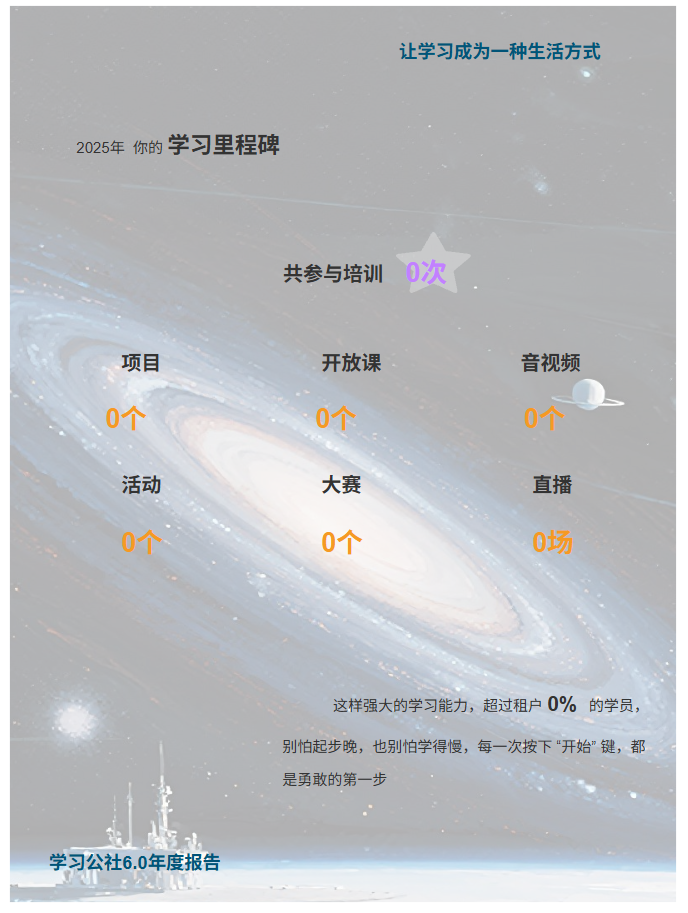 让学习成为一种生活方式
2025年 你的 学习里程碑
共参与培训 0次
项目 开放课 音视频
0个 0个 0个
活动 大赛 直播
0个 0个 0场
这样强大的学习能力，超过租户 0% 的学员，
别怕起步晚，也别怕学得慢，每一次按下 “开始” 键，都
是勇敢的第一步
学习公社6.0年度报告